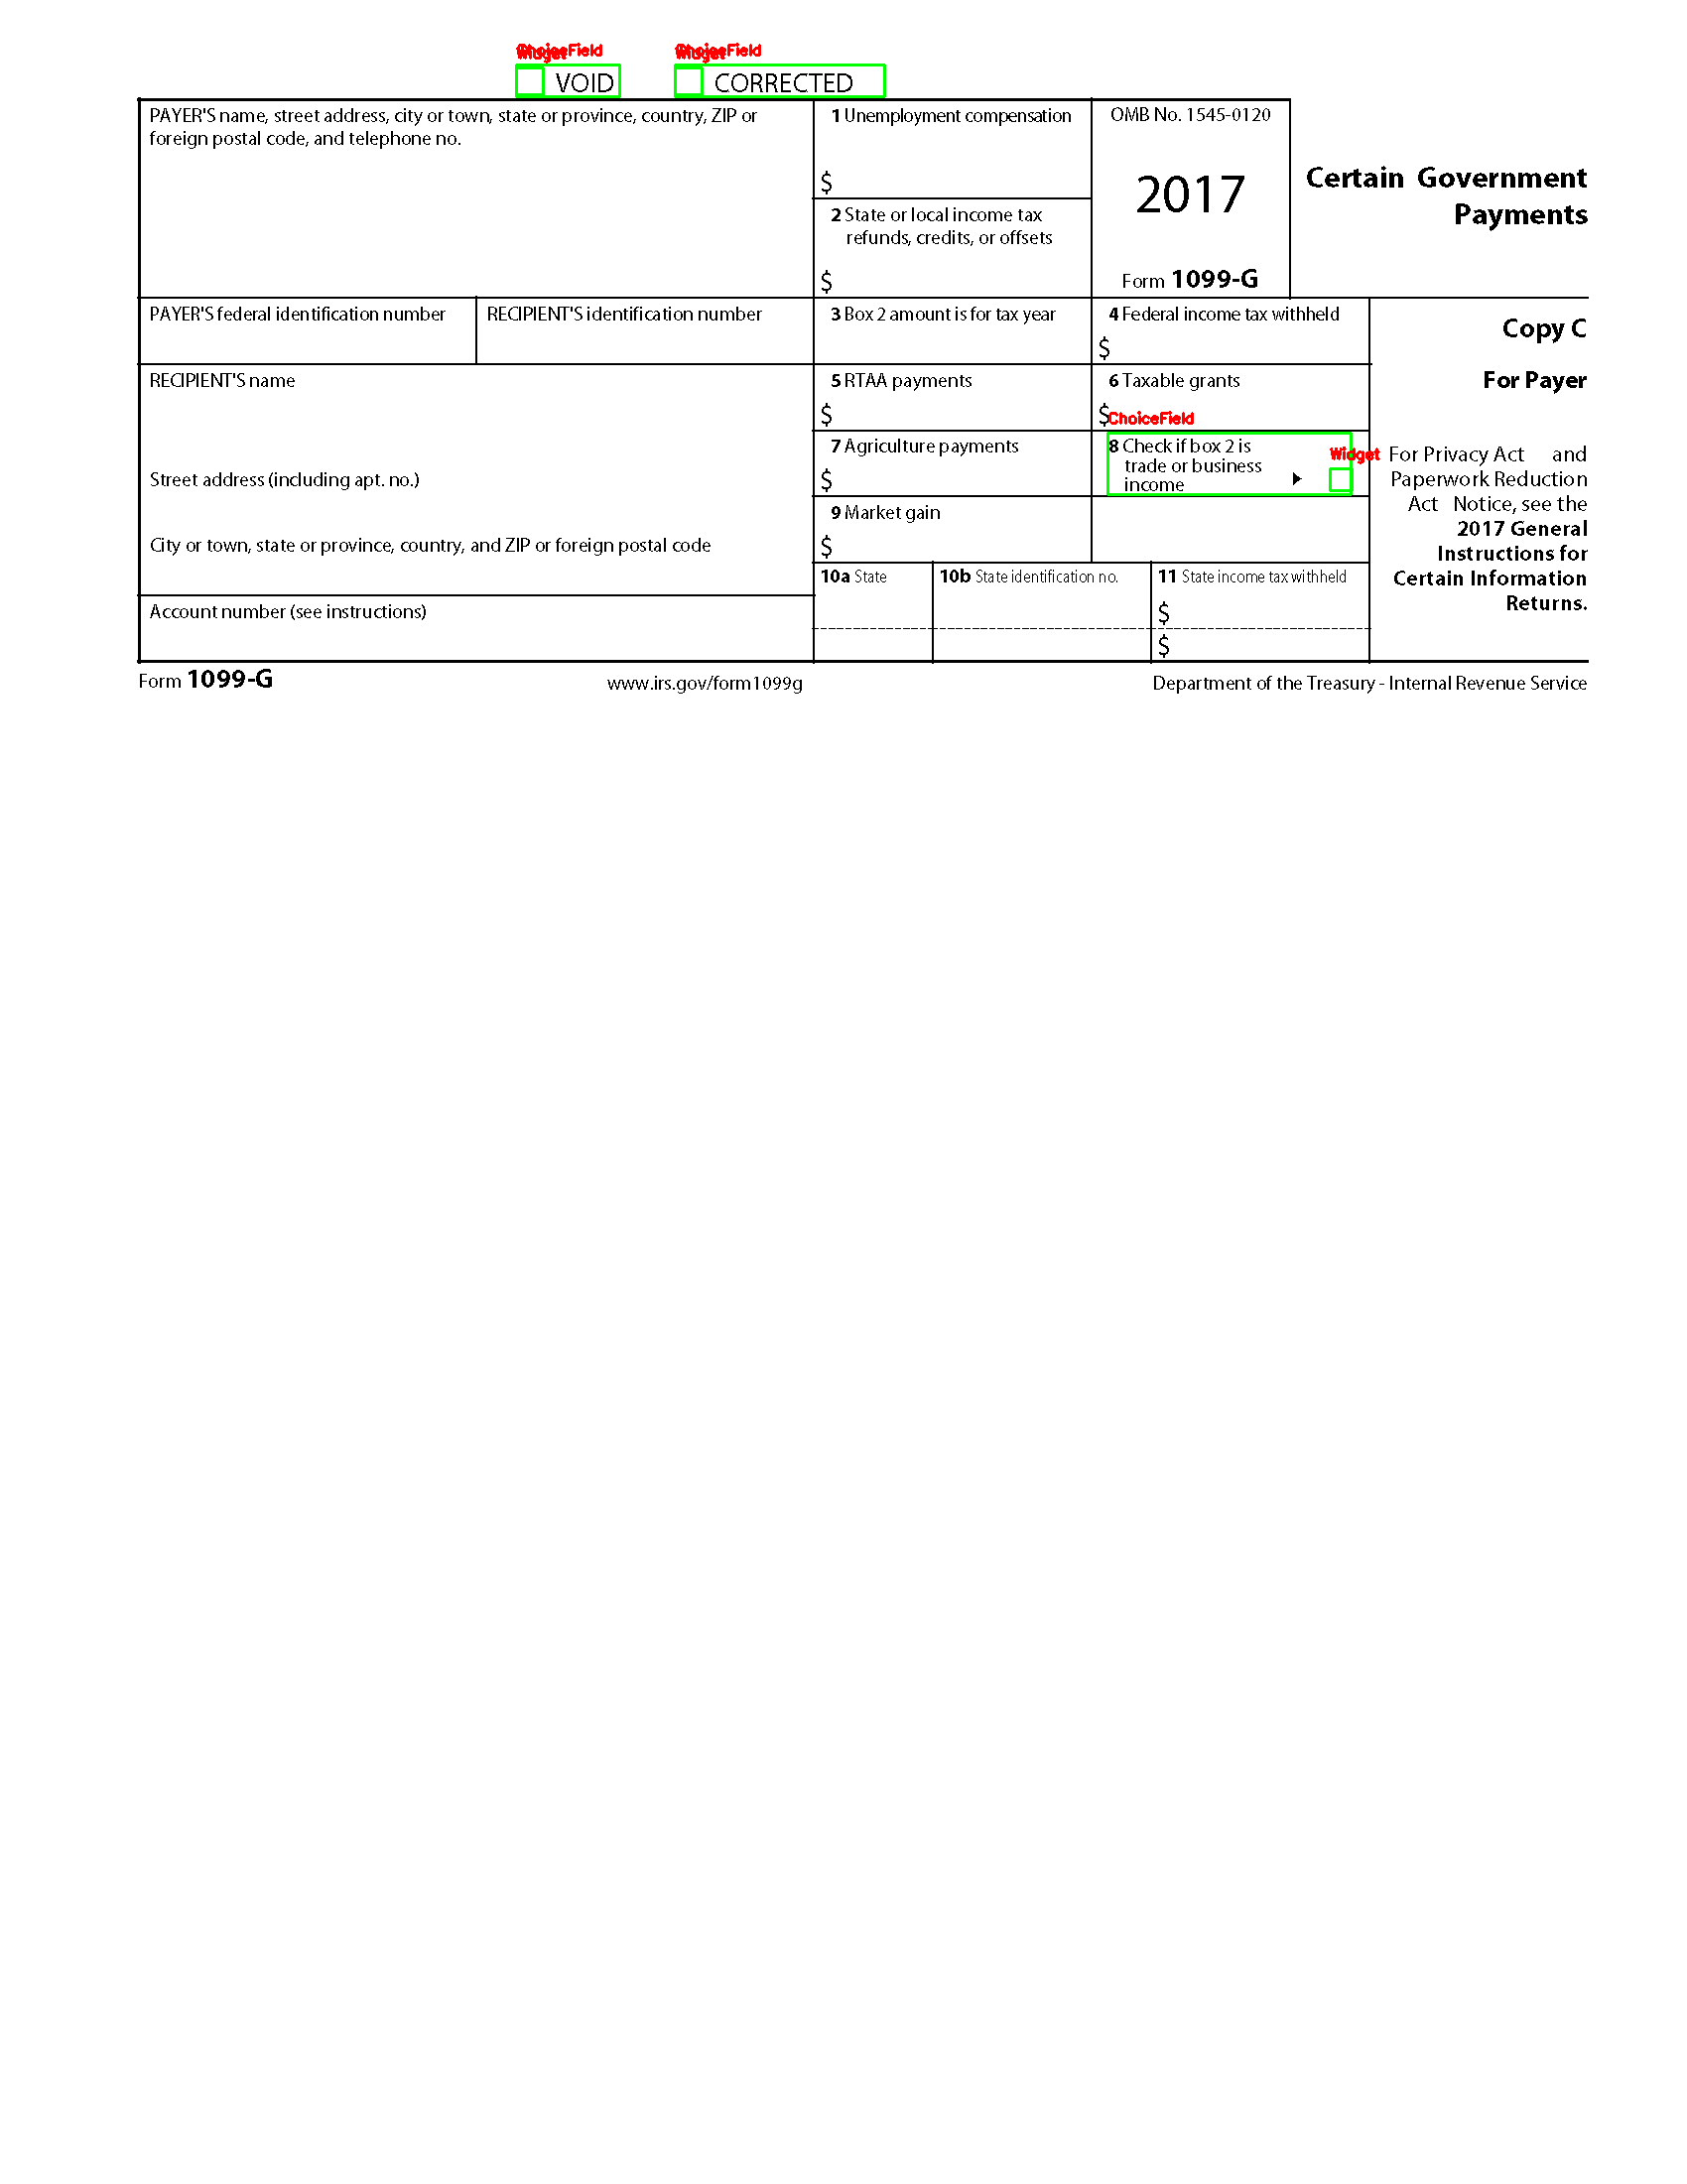 ChoiceField
Widget
ChoiceField
Widget
VOID
CORRECTED
PAYER'S name, street address, city or town, state or province, country, ZIP or
foreign postal code, and telephone no.
1 Unemployment compensation
$
2 State or local income tax
refunds, credits, or offsets
$
OMB No. 1545-0120
2017
Form 1099-G
Certain Government
Payments
PAYER'S federal identification number
RECIPIENT'S identification number
3 Box 2 amount is for tax year
4 Federal income tax withheld
$
Copy C
For Payer
RECIPIENT'S name
5 RTAA payments
$
6 Taxable grants
$
ChoiceField
7 Agriculture payments
$
8 Check if box 2 is
trade or business
income
Widget
For Privacy Act and
Paperwork Reduction
Act Notice, see the
2017 General
Instructions for
Certain Information
Returns.
Street address (including apt. no.)
9 Market gain
$
City or town, state or province, country, and ZIP or foreign postal code
10a State
10b State identification no.
11 State income tax withheld
$
$
Account number (see instructions)
Form 1099-G
www.irs.gov/form1099g
Department of the Treasury - Internal Revenue Service